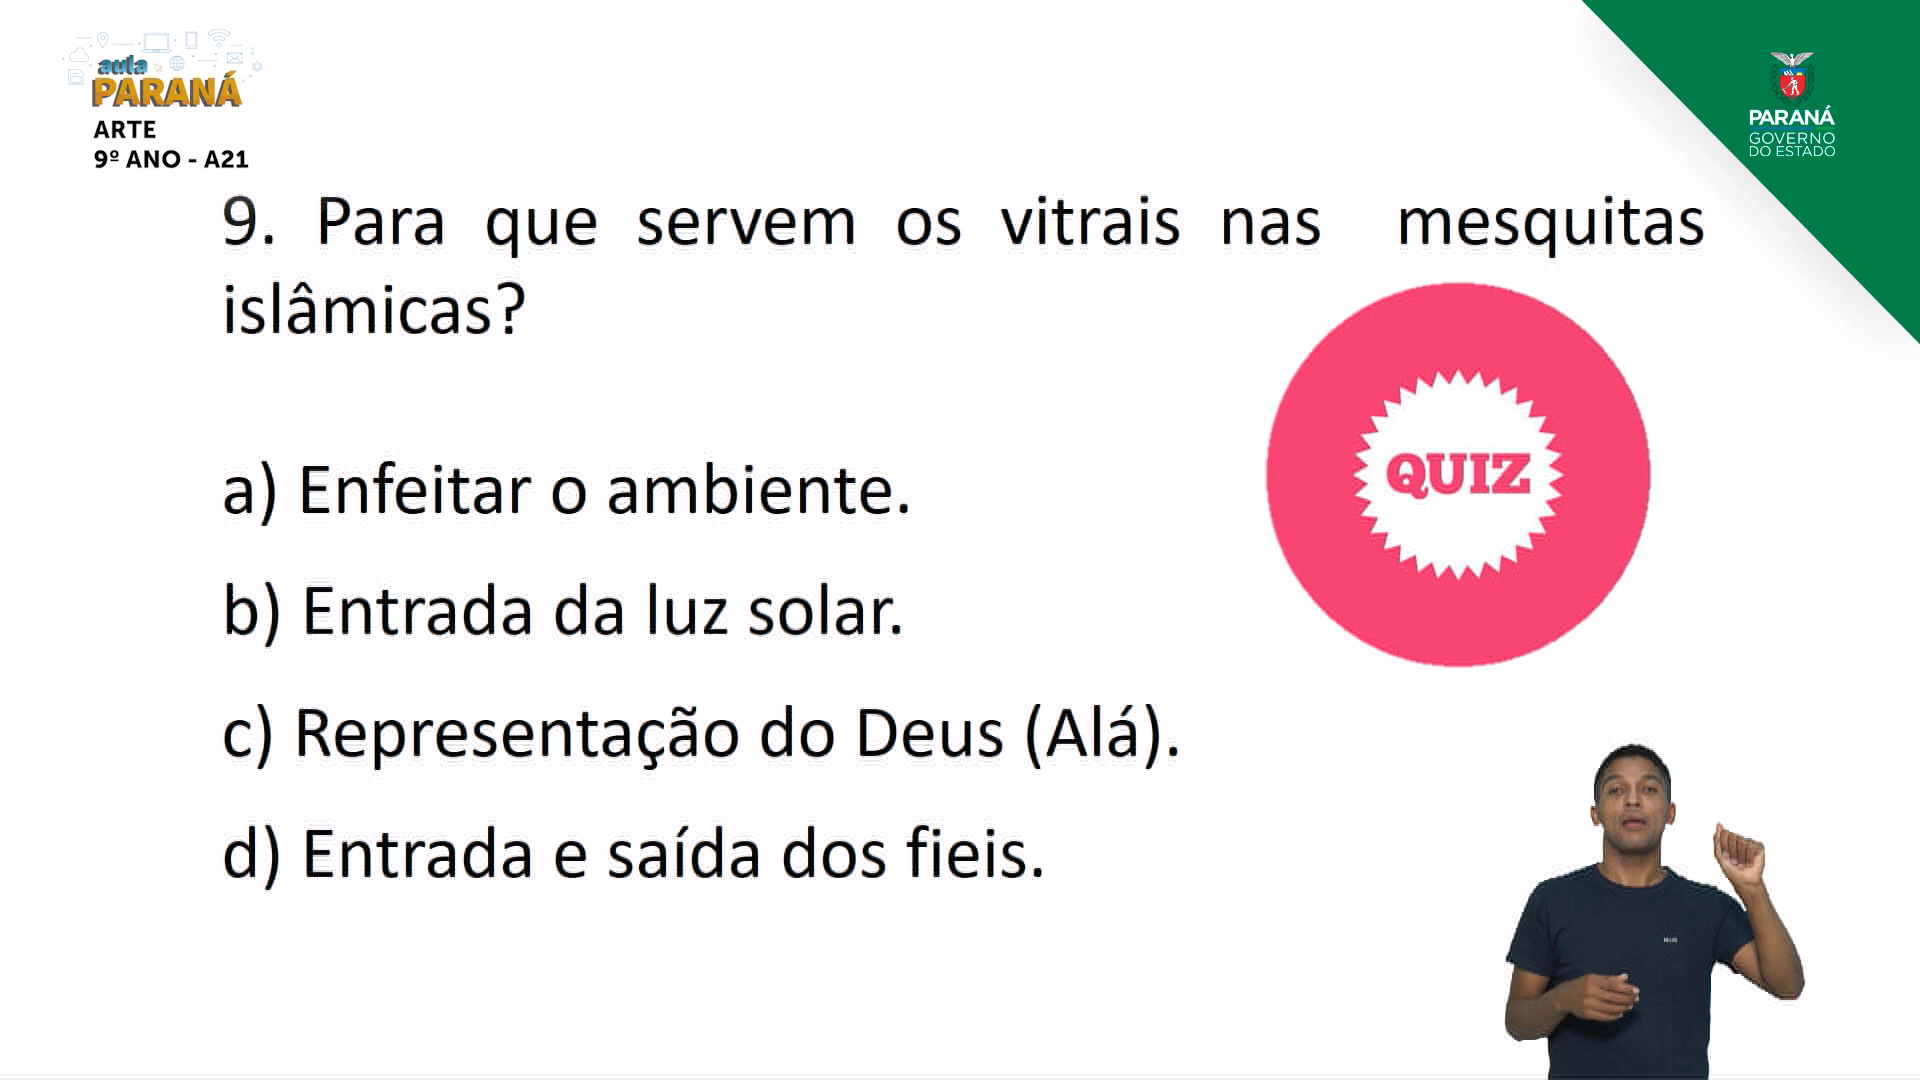 aula
PARANÁ
ARTE
9º ANO - A21
PARANÁ
GOVERNO
DO ESTADO
9. Para que servem os vitrais nas mesquitas
islâmicas?
QUIZ
a) Enfeitar o ambiente.
b) Entrada da luz solar.
c) Representação do Deus (Alá).
d) Entrada e saída dos fieis.